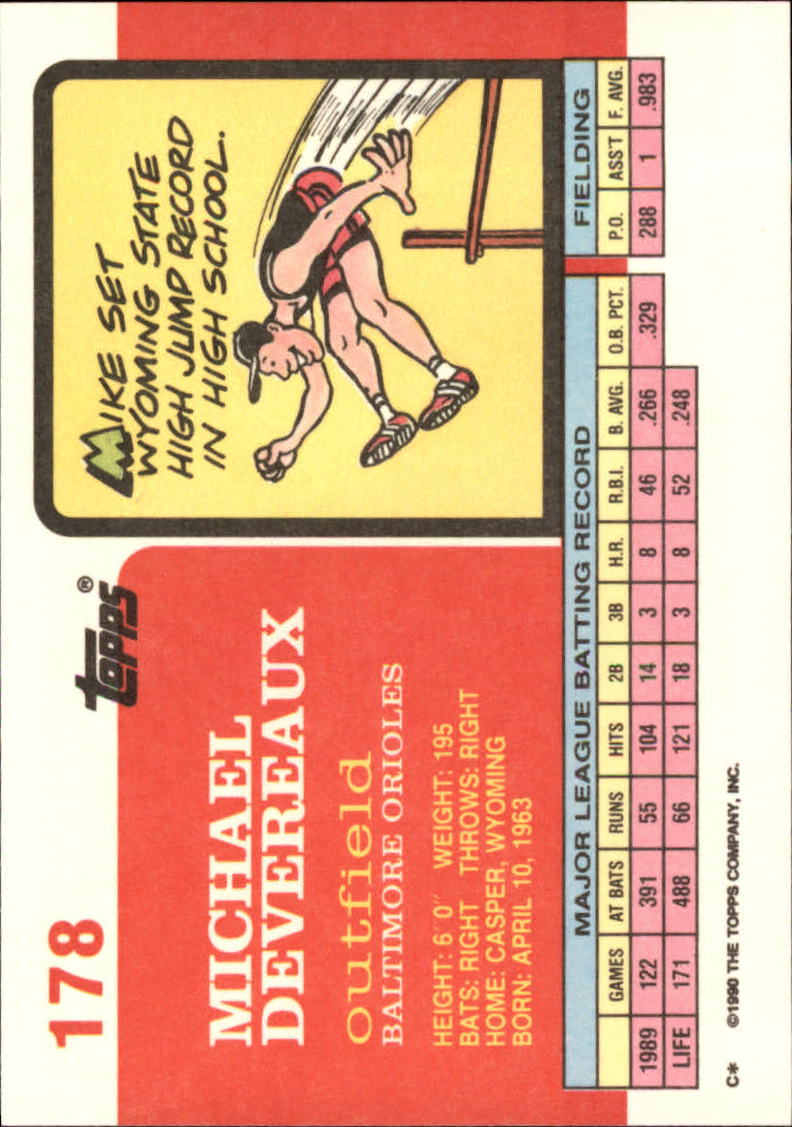 178
topps®
MICHAEL
DEVEREAUX
outfield
BALTIMORE ORIOLES
HEIGHT: 6' 0" WEIGHT: 195
BATS: RIGHT THROWS: RIGHT
HOME: CASPER, WYOMING
BORN: APRIL 10, 1963
MIKE SET
WYOMING STATE
HIGH JUMP RECORD
IN HIGH SCHOOL.
MAJOR LEAGUE BATTING RECORD FIELDING
GAMES AT BATS RUNS HITS 2B 3B H.R. R.B.I. B. AVG. O.B. PCT. P.O. ASS'T F. AVG.
1989 122 391 55 104 14 3 8 46 .266 .329 288 1 .983
LIFE 171 488 66 121 18 3 8 52 .248
C* ©1990 THE TOPPS COMPANY, INC.